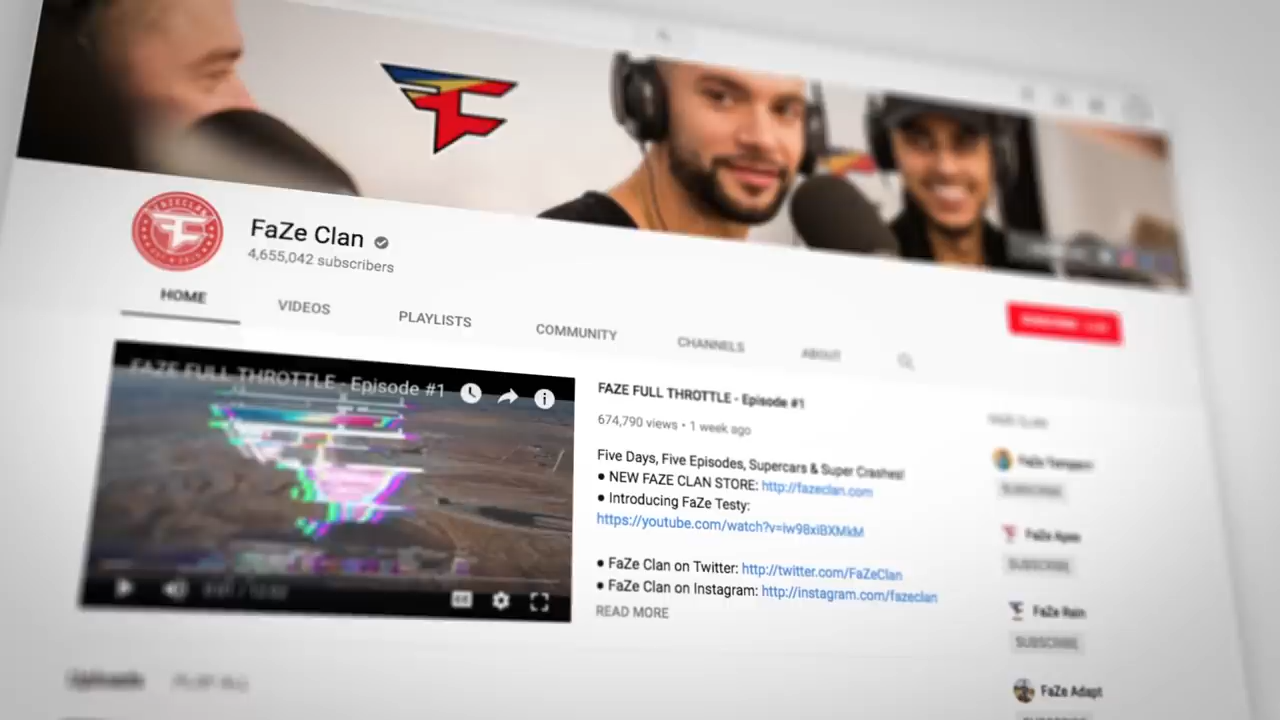 FaZe Clan
4,655,042 subscribers
HOME
VIDEOS
PLAYLISTS
COMMUNITY
CHANNELS
ABOUT
FAZE FULL THROTTLE - Episode #1
FAZE FULL THROTTLE - Episode #1
674,790 views • 1 week ago
Five Days, Five Episodes, Supercars & Super Crashes!
• NEW FAZE CLAN STORE: http://fazeclan.com
• Introducing FaZe Testy:
https://youtube.com/watch?v=iw98xiBXMkM
• FaZe Clan on Twitter: http://twitter.com/FaZeClan
• FaZe Clan on Instagram: http://instagram.com/fazeclan
READ MORE
SUBSCRIBE
FaZe Apex
SUBSCRIBE
FaZe Rain
SUBSCRIBE
FaZe Adapt
Uploads
PLAY ALL